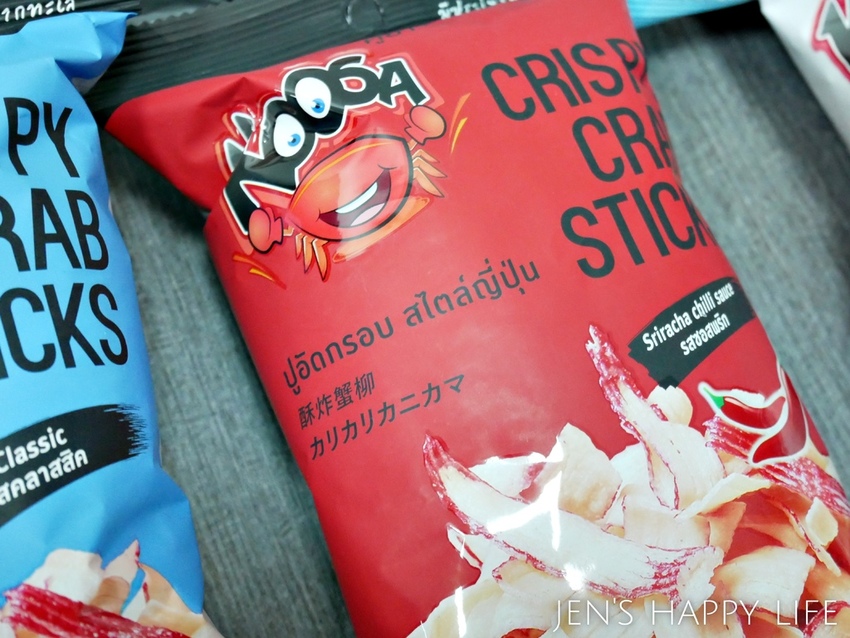 NOOSA
CRISPY
CRAB
STICKS
ปูอัดกรอบ สไตล์ญี่ปุ่น
酥炸蟹柳
カリカリカニカマ
Sriracha chilli sauce
รสซอสพริก
PY
RAB
ICKS
Classic
สคลาสสิค
JEN'S HAPPY LIFE